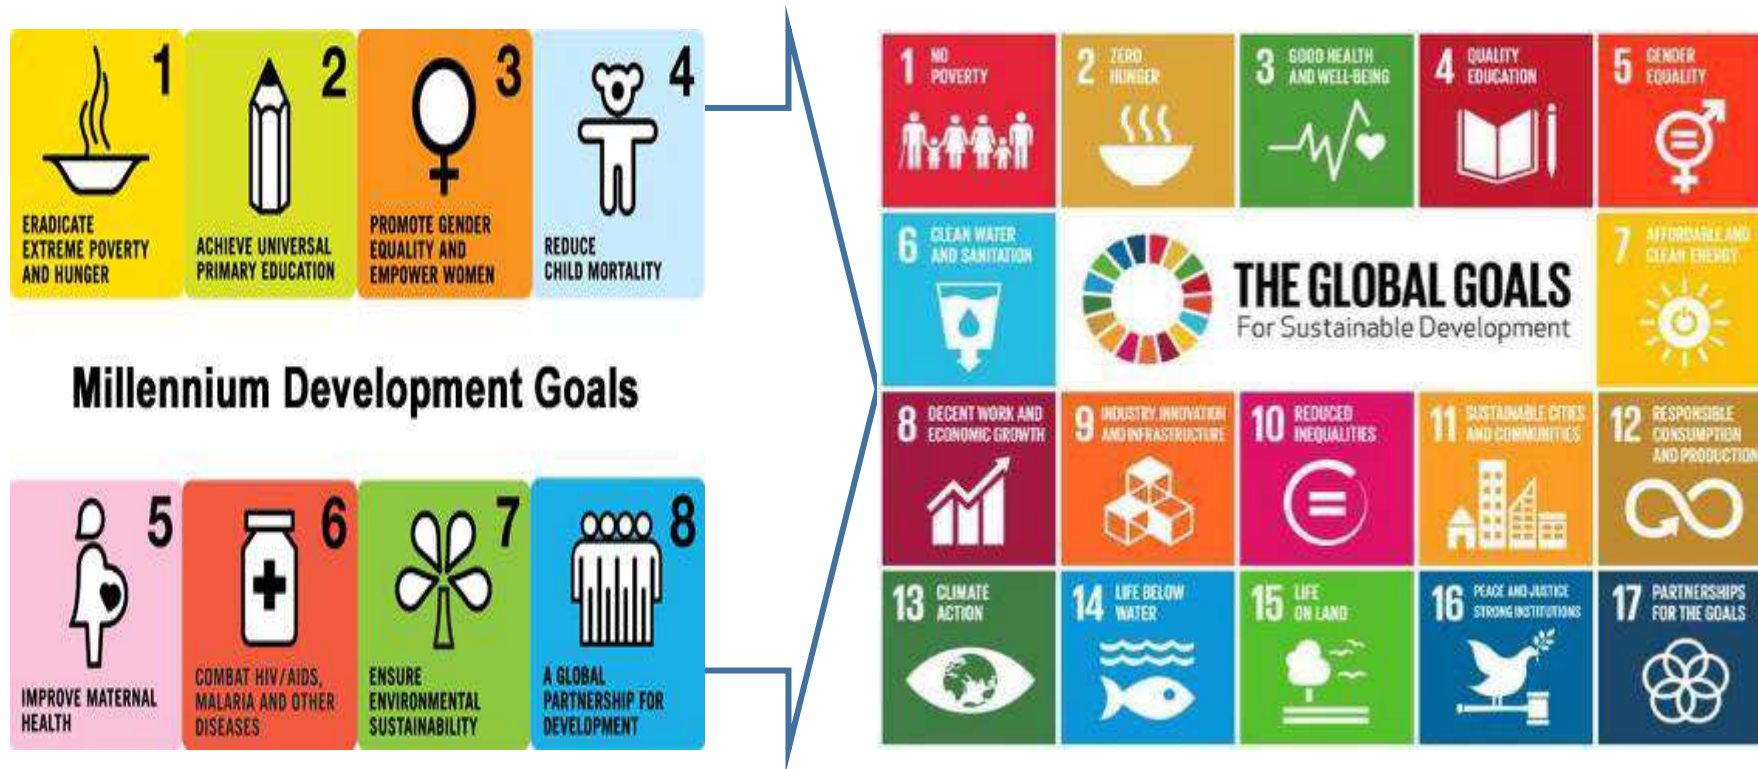 1
ERADICATE
EXTREME POVERTY
AND HUNGER
2
ACHIEVE UNIVERSAL
PRIMARY EDUCATION
3
PROMOTE GENDER
EQUALITY AND
EMPOWER WOMEN
4
REDUCE
CHILD MORTALITY
Millennium Development Goals
5
IMPROVE MATERNAL
HEALTH
6
COMBAT HIV/AIDS,
MALARIA AND OTHER
DISEASES
7
ENSURE
ENVIRONMENTAL
SUSTAINABILITY
8
A GLOBAL
PARTNERSHIP FOR
DEVELOPMENT
1 NO
POVERTY
2 ZERO
HUNGER
3 GOOD HEALTH
AND WELL-BEING
4 QUALITY
EDUCATION
5 GENDER
EQUALITY
6 CLEAN WATER
AND SANITATION
THE GLOBAL GOALS
For Sustainable Development
7 AFFORDABLE AND
CLEAN ENERGY
8 DECENT WORK AND
ECONOMIC GROWTH
9 INDUSTRY, INNOVATION
AND INFRASTRUCTURE
10 REDUCED
INEQUALITIES
11 SUSTAINABLE CITIES
AND COMMUNITIES
12 RESPONSIBLE
CONSUMPTION
AND PRODUCTION
13 CLIMATE
ACTION
14 LIFE BELOW
WATER
15 LIFE
ON LAND
16 PEACE AND JUSTICE
STRONG INSTITUTIONS
17 PARTNERSHIPS
FOR THE GOALS